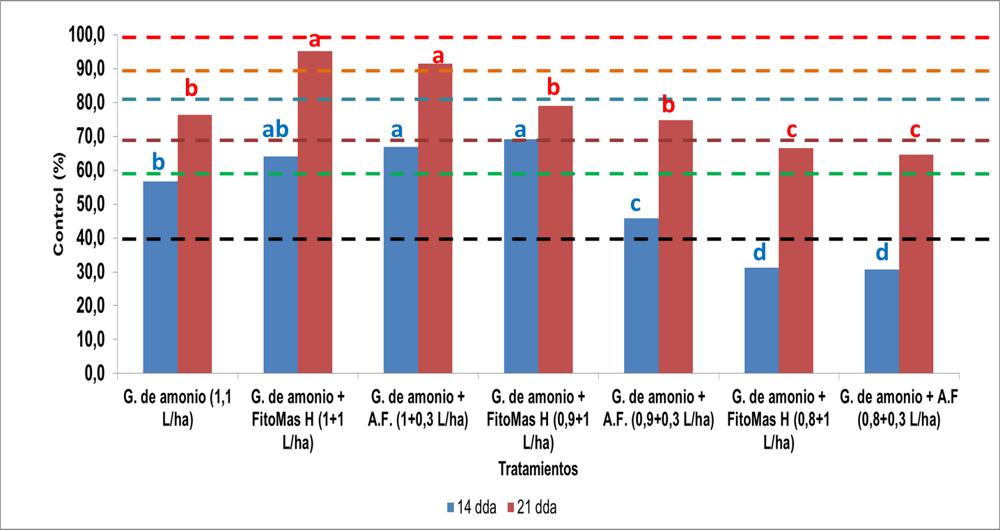 100,0
90,0
80,0
70,0
60,0
50,0
40,0
30,0
20,0
10,0
0,0
Control (%)
b
b
ab
a
a
a
a
b
c
b
d
c
d
c
G. de amonio (1,1
L/ha)
G. de amonio +
FitoMas H (1+1
L/ha)
G. de amonio +
A.F. (1+0,3 L/ha)
G. de amonio +
FitoMas H (0,9+1
L/ha)
G. de amonio +
A.F. (0,9+0,3 L/ha)
G. de amonio +
FitoMas H (0,8+1
L/ha)
G. de amonio + A.F
(0,8+0,3 L/ha)
Tratamientos
14 dda
21 dda